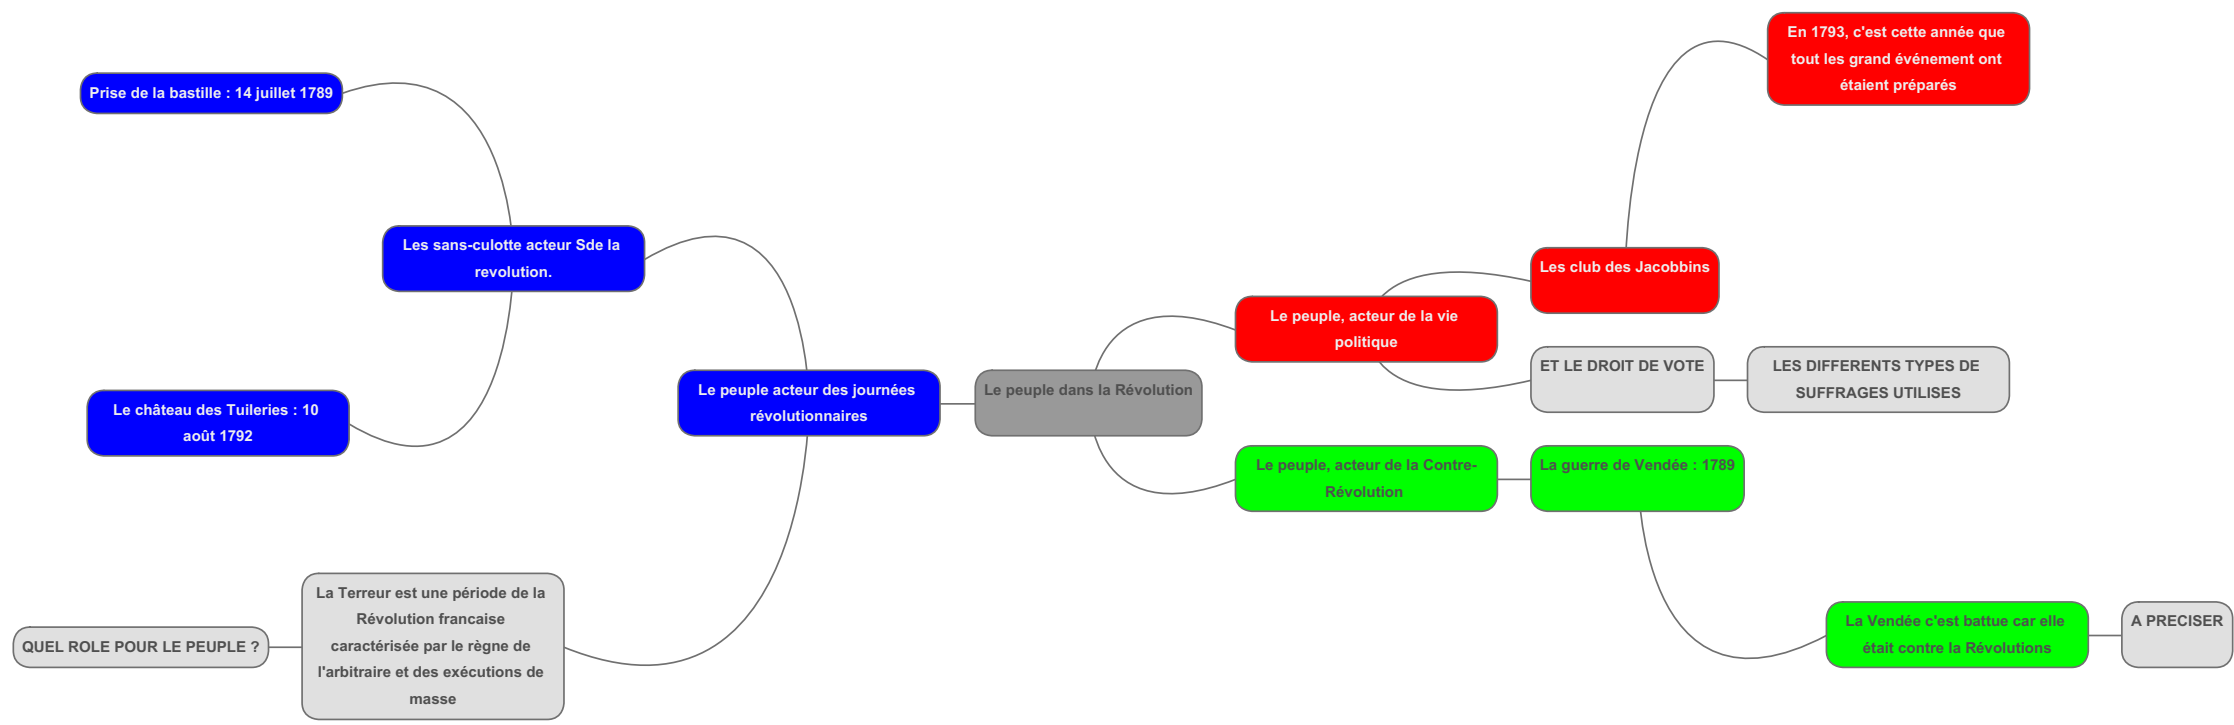 En 1793, c'est cette année que
tout les grand événement ont
étaient préparés
Prise de la bastille : 14 juillet 1789
Les sans-culotte acteur Sde la
revolution.
Les club des Jacobbins
Le peuple, acteur de la vie
politique
ET LE DROIT DE VOTE
LES DIFFERENTS TYPES DE
SUFFRAGES UTILISES
Le château des Tuileries : 10
août 1792
Le peuple acteur des journées
révolutionnaires
Le peuple dans la Révolution
Le peuple, acteur de la Contre-
Révolution
La guerre de Vendée : 1789
La Terreur est une période de la
Révolution francaise
caractérisée par le règne de
l'arbitraire et des exécutions de
masse
QUEL ROLE POUR LE PEUPLE ?
La Vendée c'est battue car elle
était contre la Révolutions
A PRECISER